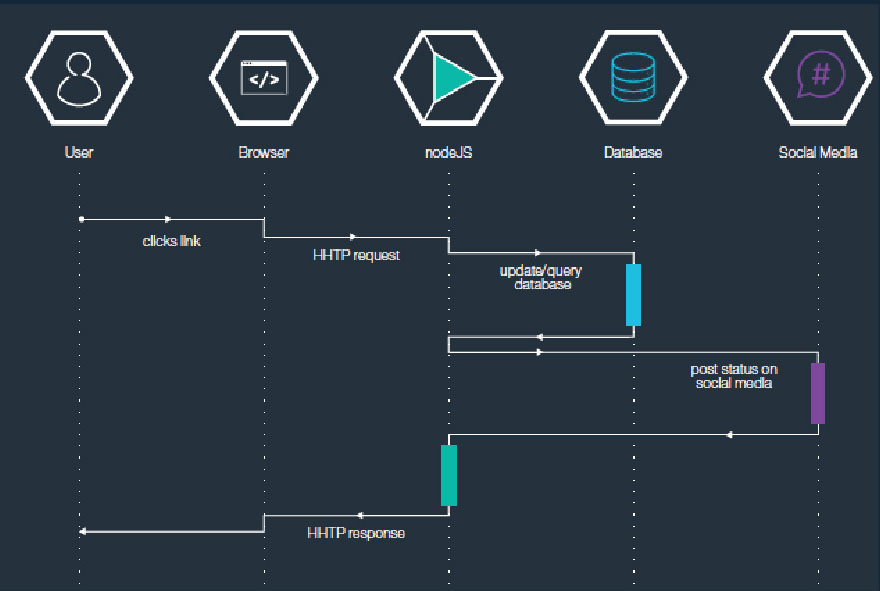 </>
#
User
Browser
nodeJS
Database
Social Media
clicks link
HHTP request
update/query
database
post status on
social media
HHTP response